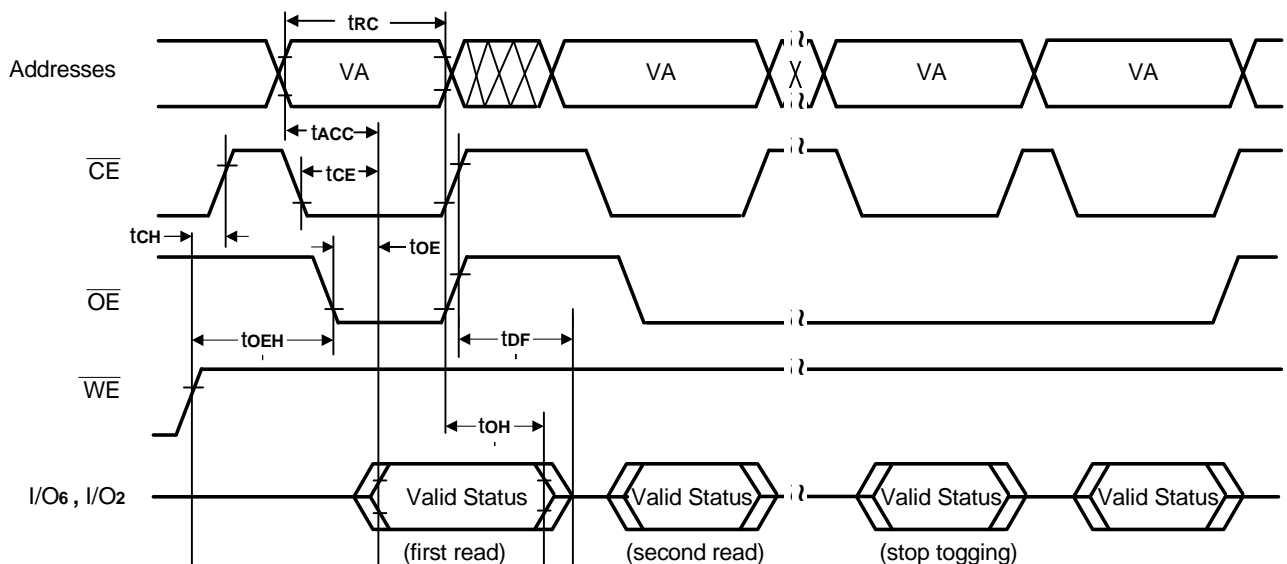 tRC
Addresses VA VA VA VA
tACC
CE tCE
tCH tOE
OE
tOEH tDF
WE
tOH
I/O6 , I/O2 Valid Status Valid Status Valid Status Valid Status
(first read) (second read) (stop togging)